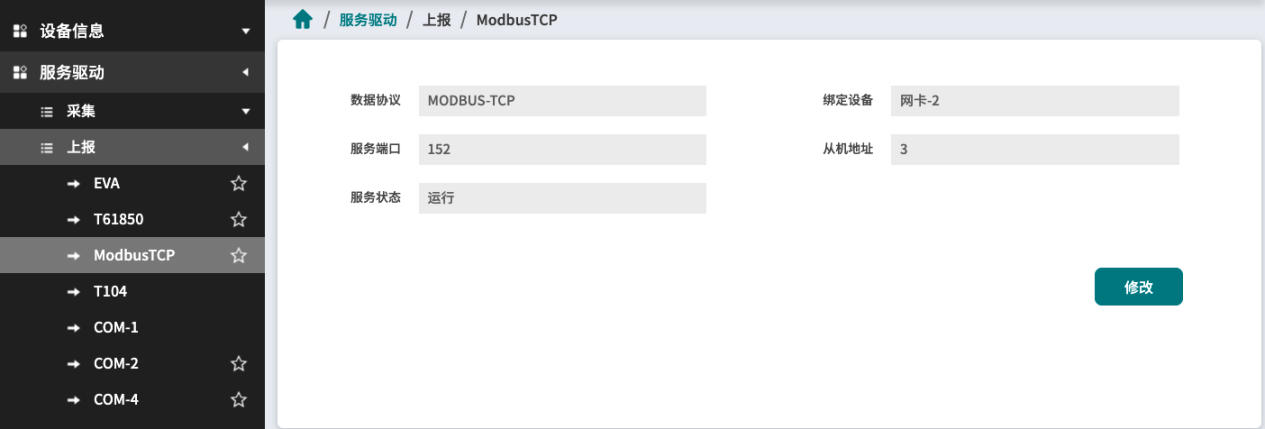 设备信息
服务驱动
采集
上报
EVA
T61850
ModbusTCP
T104
COM-1
COM-2
COM-4
/ 服务驱动 / 上报 / ModbusTCP
数据协议 MODBUS-TCP 绑定设备 网卡-2
服务端口 152 从机地址 3
服务状态 运行
修改